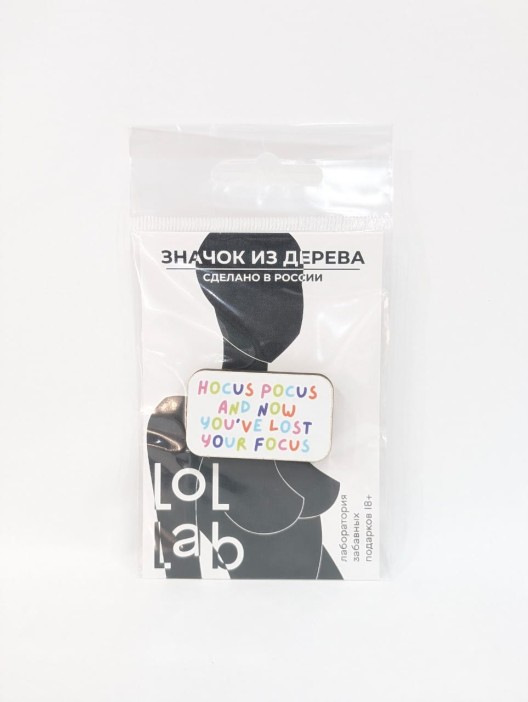 ЗНАЧОК ИЗ ДЕРЕВА
СДЕЛАНО В РОССИИ
HOCUS POCUS
AND NOW
YOU'VE LOST
YOUR FOCUS
LOL
Lab
лаборатория
забавных
подарков 18+